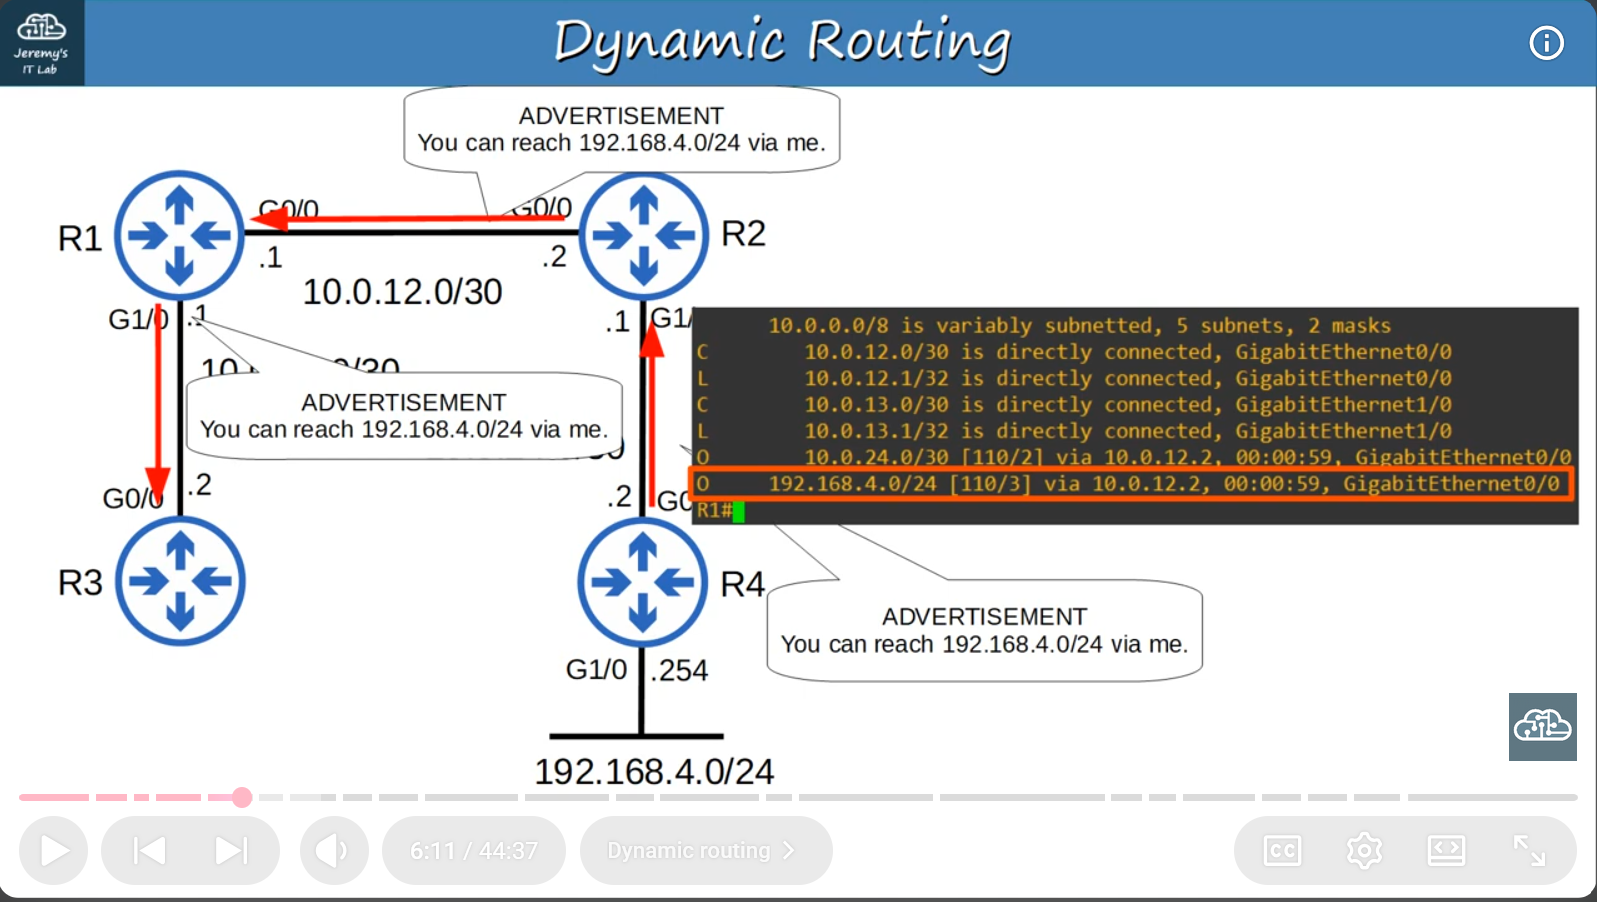 Jeremy's
IT Lab
Dynamic Routing
ADVERTISEMENT
You can reach 192.168.4.0/24 via me.
G0/0
G0/0
R1
R2
.1
.2
10.0.12.0/30
G1/0
.1
.1
G1/
10.
0/30
ADVERTISEMENT
You can reach 192.168.4.0/24 via me.
10.0.0.0/8 is variably subnetted, 5 subnets, 2 masks
C 10.0.12.0/30 is directly connected, GigabitEthernet0/0
L 10.0.12.1/32 is directly connected, GigabitEthernet0/0
C 10.0.13.0/30 is directly connected, GigabitEthernet1/0
L 10.0.13.1/32 is directly connected, GigabitEthernet1/0
O 10.0.24.0/30 [110/2] via 10.0.12.2, 00:00:59, GigabitEthernet0/0
O 192.168.4.0/24 [110/3] via 10.0.12.2, 00:00:59, GigabitEthernet0/0
R1#
G0/0
.2
.2
G0
R3
R4
ADVERTISEMENT
You can reach 192.168.4.0/24 via me.
G1/0
.254
192.168.4.0/24
6:11 / 44:37
Dynamic routing
CC